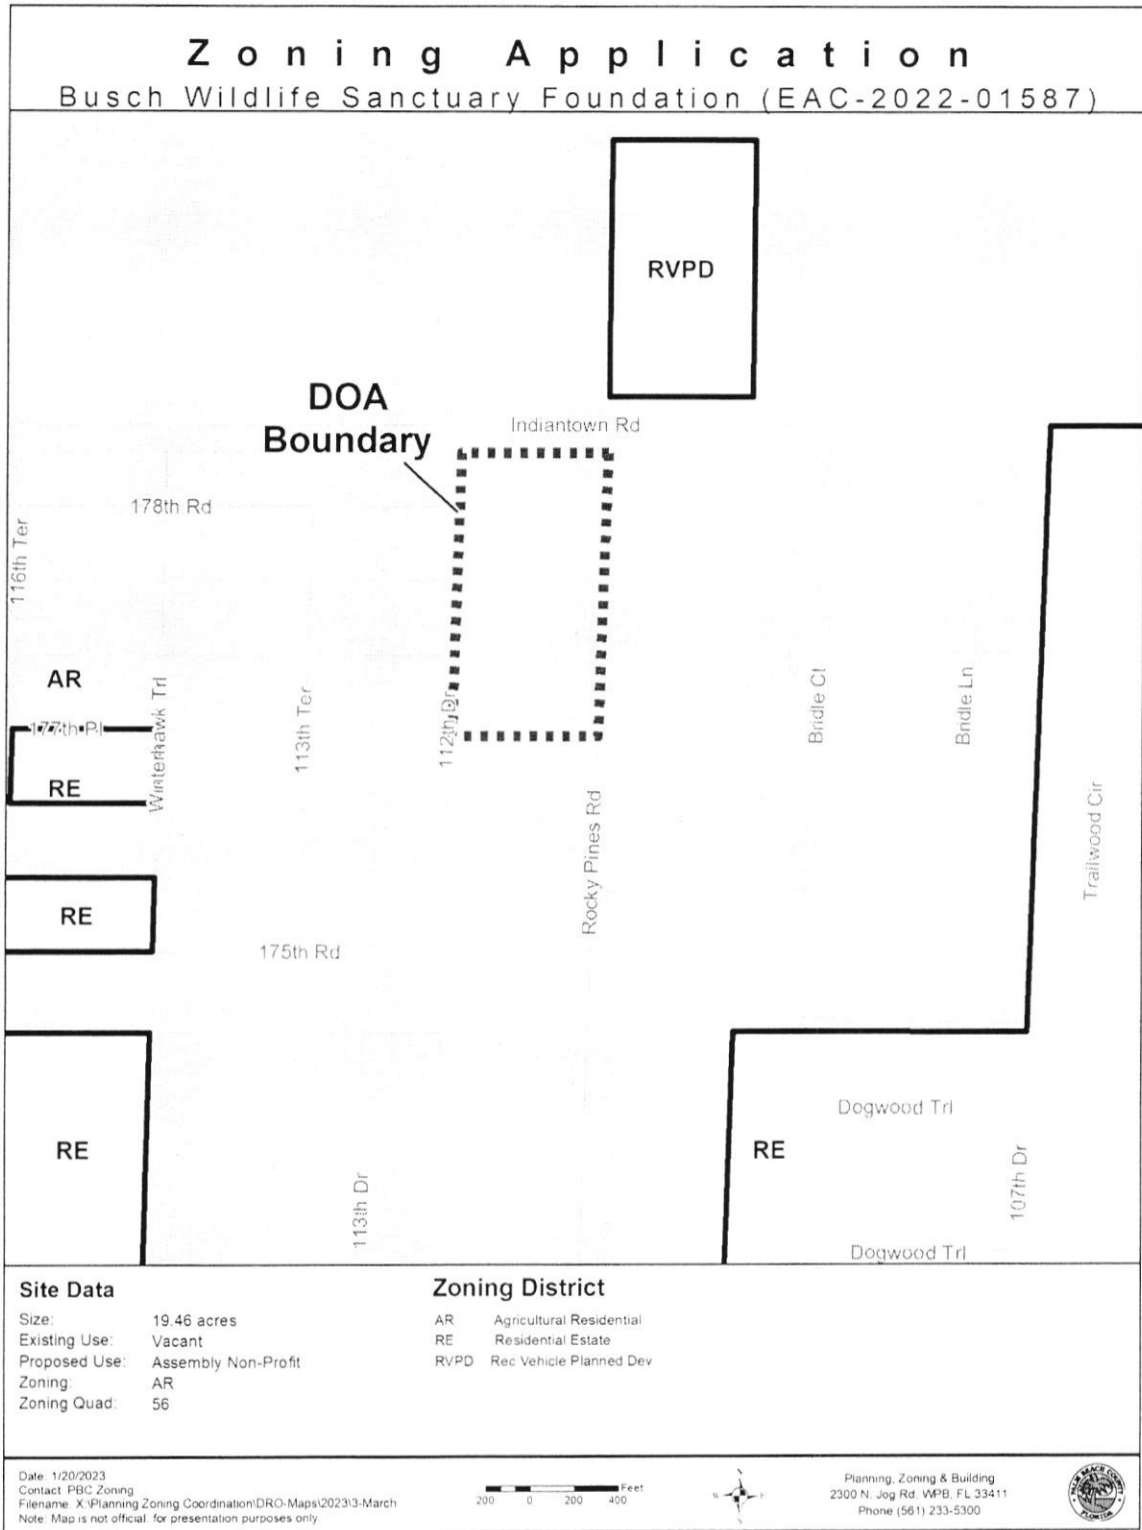 Zoning Application
Busch Wildlife Sanctuary Foundation (EAC-2022-01587)
RVPD
DOA
Boundary
Indiantown Rd
178th Rd
116th Ter
AR
177th Pl
RE
Winterhawk Trl
113th Ter
112th Dr
Bridle Ct
Bridle Ln
Trailwood Cir
Rocky Pines Rd
RE
175th Rd
RE
113th Dr
RE
Dogwood Trl
107th Dr
Dogwood Trl
Site Data
Size: 19.46 acres
Existing Use: Vacant
Proposed Use: Assembly Non-Profit
Zoning: AR
Zoning Quad: 56
Zoning District
AR Agricultural Residential
RE Residential Estate
RVPD Rec Vehicle Planned Dev
Date: 1/20/2023
Contact: PBC Zoning
Filename: X:\Planning Zoning Coordination\DRO-Maps\2023\3-March
Note: Map is not official, for presentation purposes only
Feet
200 0 200 400
Planning, Zoning & Building
2300 N. Jog Rd. WPB, FL 33411
Phone (561) 233-5300
PALM BEACH COUNTY
FLORIDA